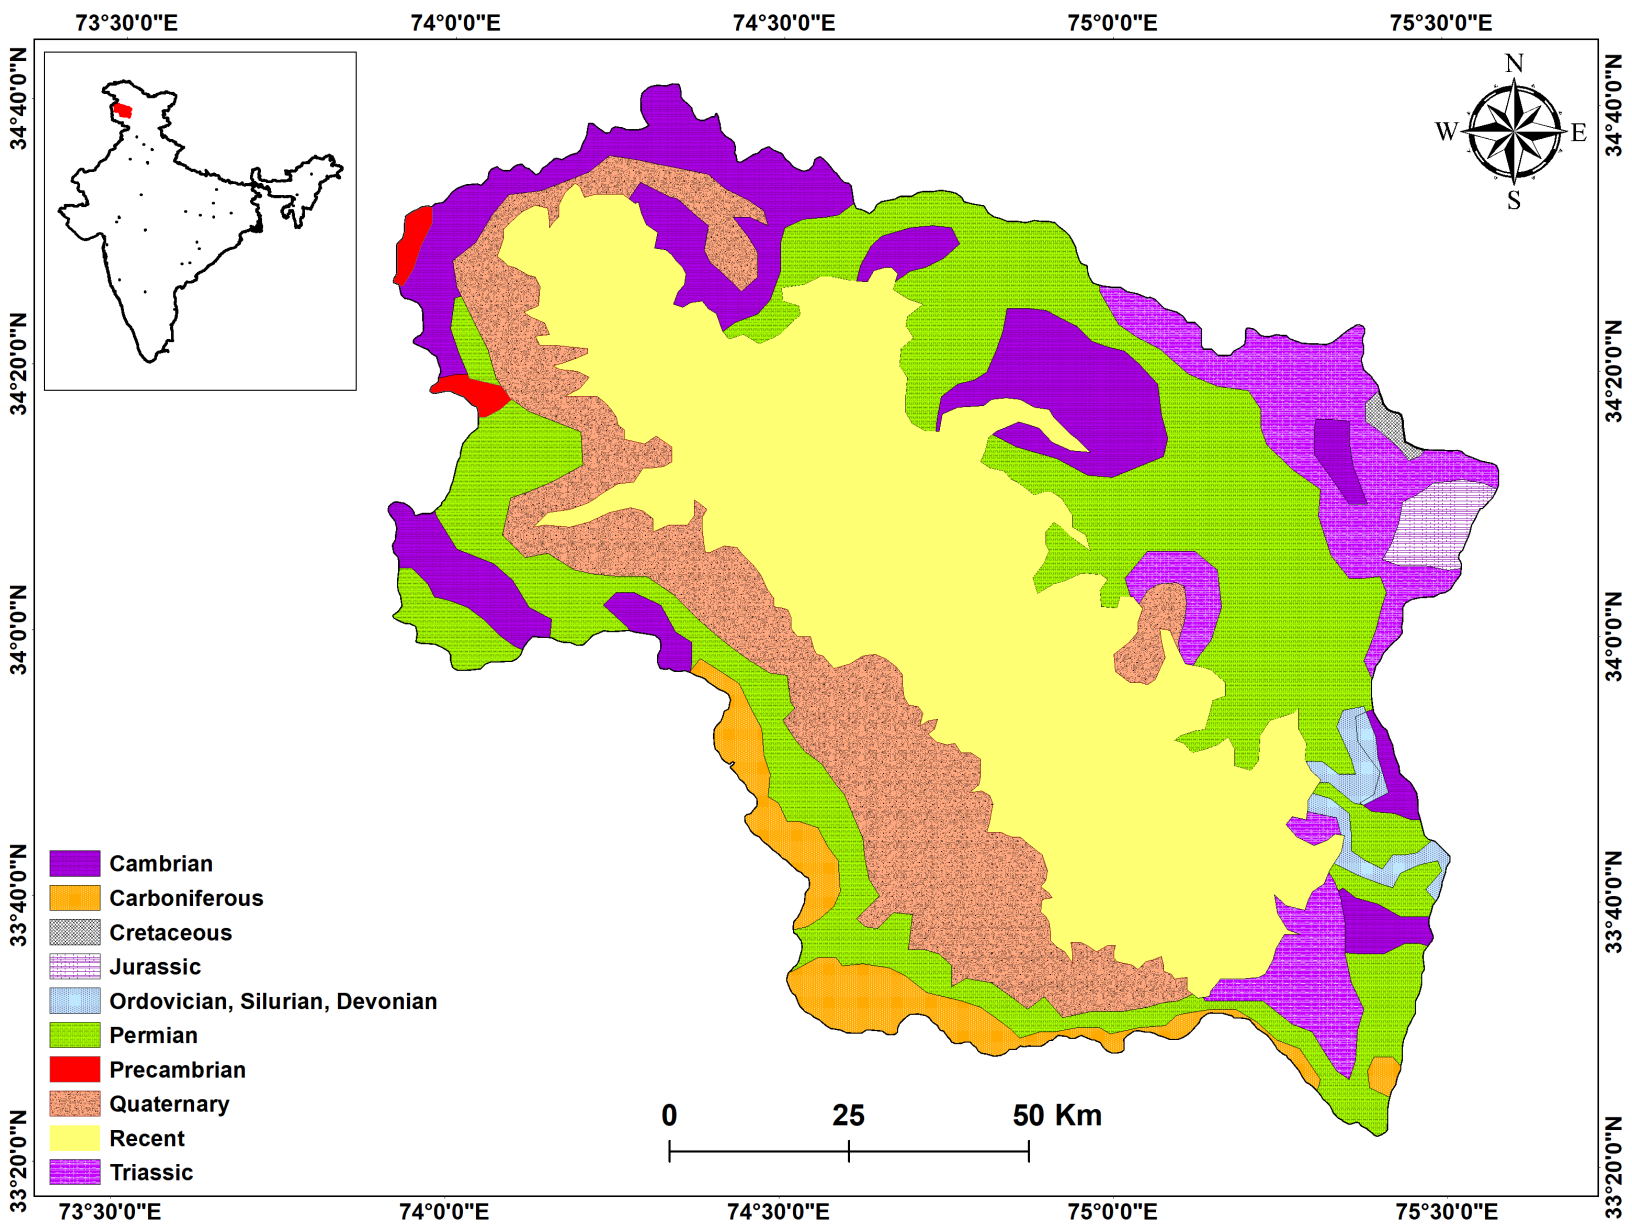 73°30'0"E 74°0'0"E 74°30'0"E 75°0'0"E 75°30'0"E
34°40'0"N 34°40'0"N
N
W E
S
34°20'0"N 34°20'0"N
34°0'0"N 34°0'0"N
33°40'0"N 33°40'0"N
Cambrian
Carboniferous
Cretaceous
Jurassic
Ordovician, Silurian, Devonian
Permian
Precambrian
Quaternary
Recent
Triassic
0 25 50 Km
33°20'0"N 33°20'0"N
73°30'0"E 74°0'0"E 74°30'0"E 75°0'0"E 75°30'0"E